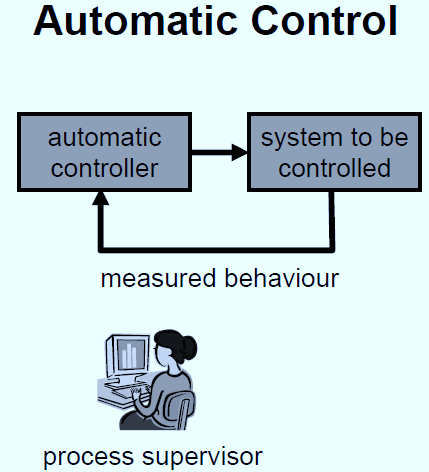 Automatic Control
automatic
controller
system to be
controlled
measured behaviour
process supervisor